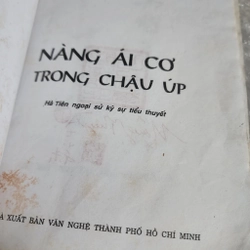 NÀNG ÁI CƠ
TRONG CHẬU ÚP
Hà Tiên ngoại sử ký sự tiểu thuyết
XUẤT BẢN VĂN NGHỆ THÀNH PHỐ HỒ CHÍ MINH